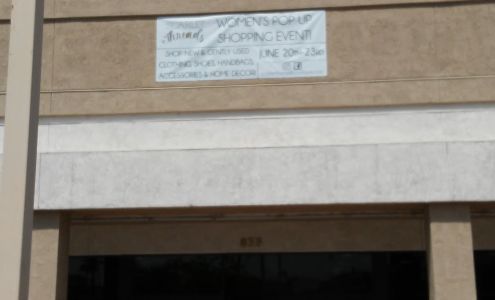 WOMEN'S POP UP
SHOPPING EVENT!
SHOP NEW & GENTLY USED
CLOTHING, SHOES, HANDBAGS,
ACCESSORIES & HOME DECOR!
JUNE 20TH - 23RD